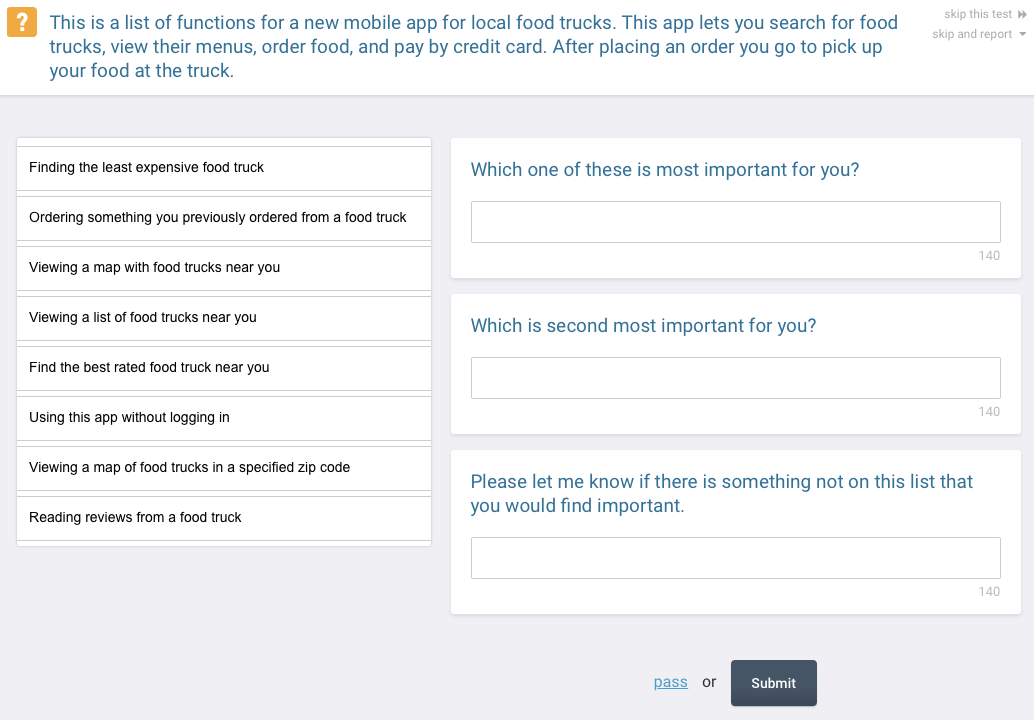 ?
This is a list of functions for a new mobile app for local food trucks. This app lets you search for food
trucks, view their menus, order food, and pay by credit card. After placing an order you go to pick up
your food at the truck.
skip this test
skip and report
Finding the least expensive food truck
Ordering something you previously ordered from a food truck
Viewing a map with food trucks near you
Viewing a list of food trucks near you
Find the best rated food truck near you
Using this app without logging in
Viewing a map of food trucks in a specified zip code
Reading reviews from a food truck
Which one of these is most important for you?
140
Which is second most important for you?
140
Please let me know if there is something not on this list that
you would find important.
140
pass or Submit